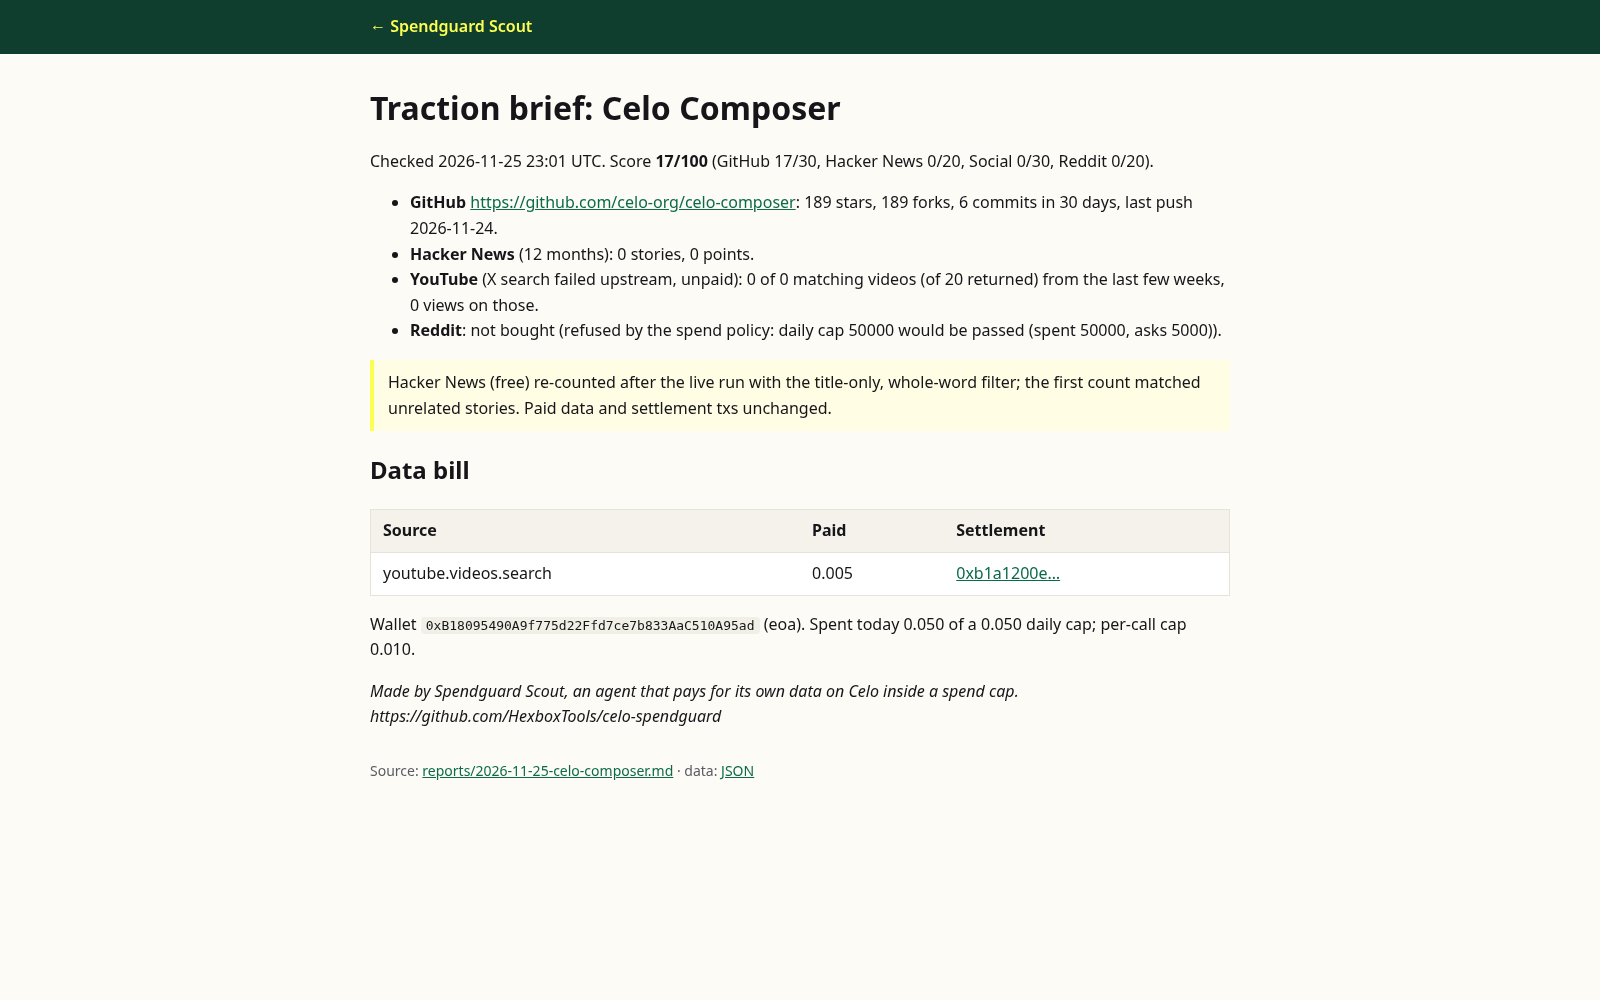 ← Spendguard Scout
Traction brief: Celo Composer
Checked 2026-11-25 23:01 UTC. Score 17/100 (GitHub 17/30, Hacker News 0/20, Social 0/30, Reddit 0/20).
• GitHub https://github.com/celo-org/celo-composer: 189 stars, 189 forks, 6 commits in 30 days, last push
2026-11-24.
• Hacker News (12 months): 0 stories, 0 points.
• YouTube (X search failed upstream, unpaid): 0 of 0 matching videos (of 20 returned) from the last few weeks,
0 views on those.
• Reddit: not bought (refused by the spend policy: daily cap 50000 would be passed (spent 50000, asks 5000)).
Hacker News (free) re-counted after the live run with the title-only, whole-word filter; the first count matched
unrelated stories. Paid data and settlement txs unchanged.
Data bill
Source Paid Settlement
youtube.videos.search 0.005 0xb1a1200e…
Wallet 0xB18095490A9f775d22Ffd7ce7b833AaC510A95ad (eoa). Spent today 0.050 of a 0.050 daily cap; per-call cap
0.010.
Made by Spendguard Scout, an agent that pays for its own data on Celo inside a spend cap.
https://github.com/HexboxTools/celo-spendguard
Source: reports/2026-11-25-celo-composer.md · data: JSON